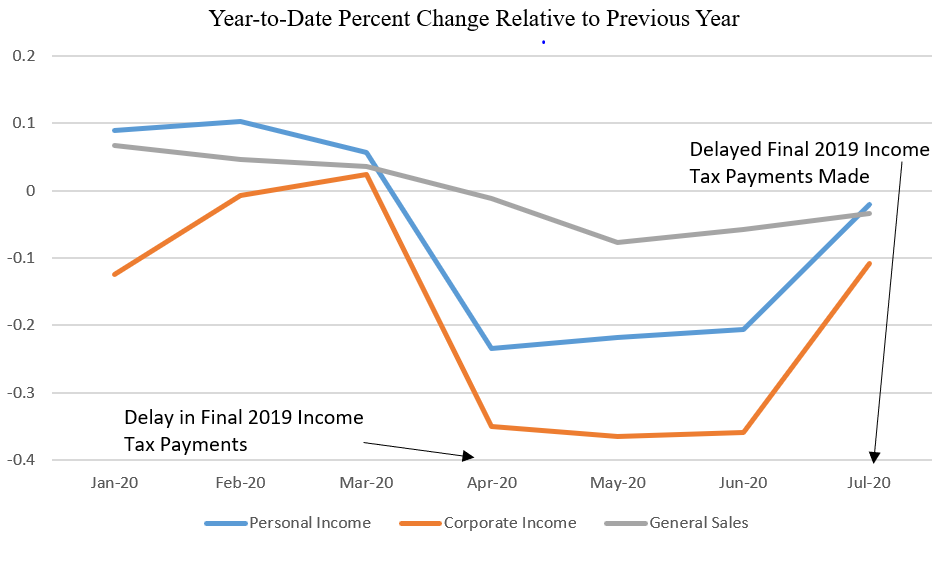 Year-to-Date Percent Change Relative to Previous Year
0.2
0.1
0
-0.1
-0.2
-0.3
-0.4
Delayed Final 2019 Income
Tax Payments Made
Delay in Final 2019 Income
Tax Payments
Jan-20 Feb-20 Mar-20 Apr-20 May-20 Jun-20 Jul-20
Personal Income Corporate Income General Sales